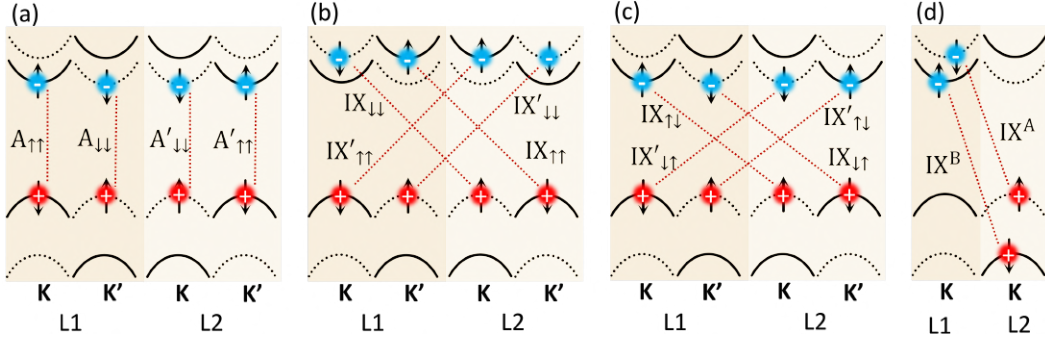 (a) (b) (c) (d)
A↑↑ A↓↓ A'↓↓ A'↑↑
IX↓↓ IX'↓↓
IX'↑↑ IX↑↑
IX↑↓ IX'↑↓
IX'↓↑ IX↓↑
IX^A
IX^B
K K' K K' K K' K K' K K' K K' K K
L1 L2 L1 L2 L1 L2 L1 L2